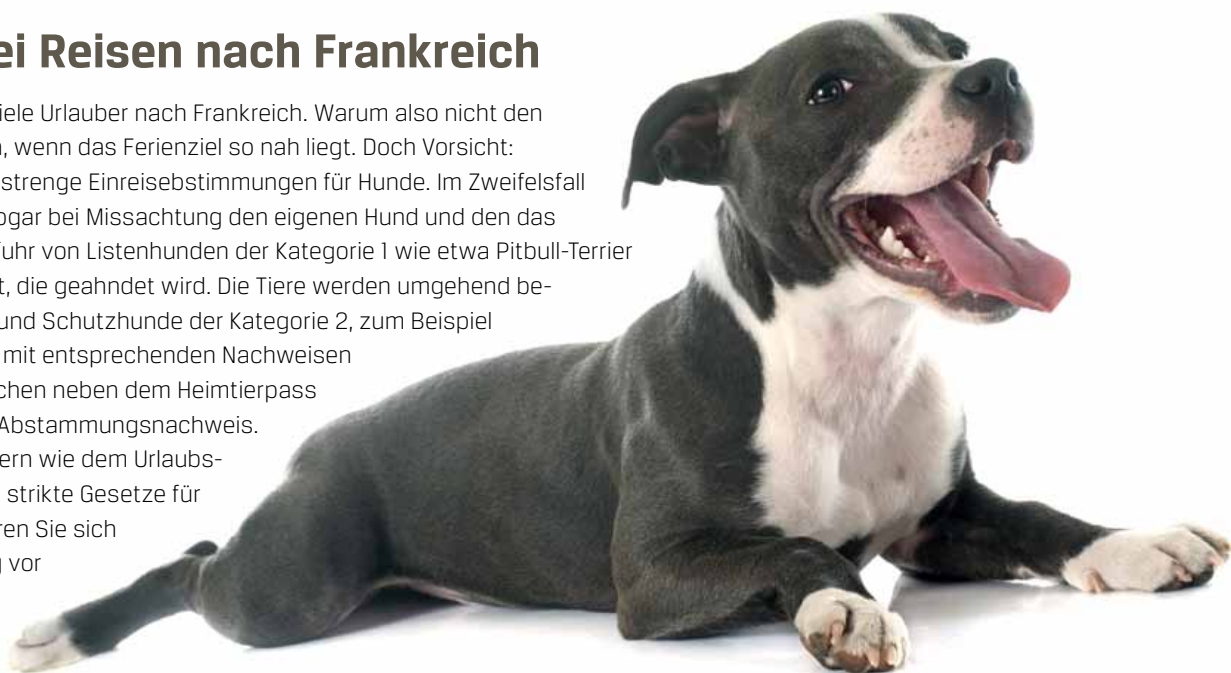 ei Reisen nach Frankreich
iele Urlauber nach Frankreich. Warum also nicht den
, wenn das Ferienziel so nah liegt. Doch Vorsicht:
strenge Einreisebstimmungen für Hunde. Im Zweifelsfall
ogar bei Missachtung den eigenen Hund und den das
uhr von Listenhunden der Kategorie 1 wie etwa Pitbull-Terrier
t, die geahndet wird. Die Tiere werden umgehend be-
und Schutzhunde der Kategorie 2, zum Beispiel
mit entsprechenden Nachweisen
chen neben dem Heimtierpass
Abstammungsnachweis.
ern wie dem Urlaubs-
strikte Gesetze für
ren Sie sich
g vor